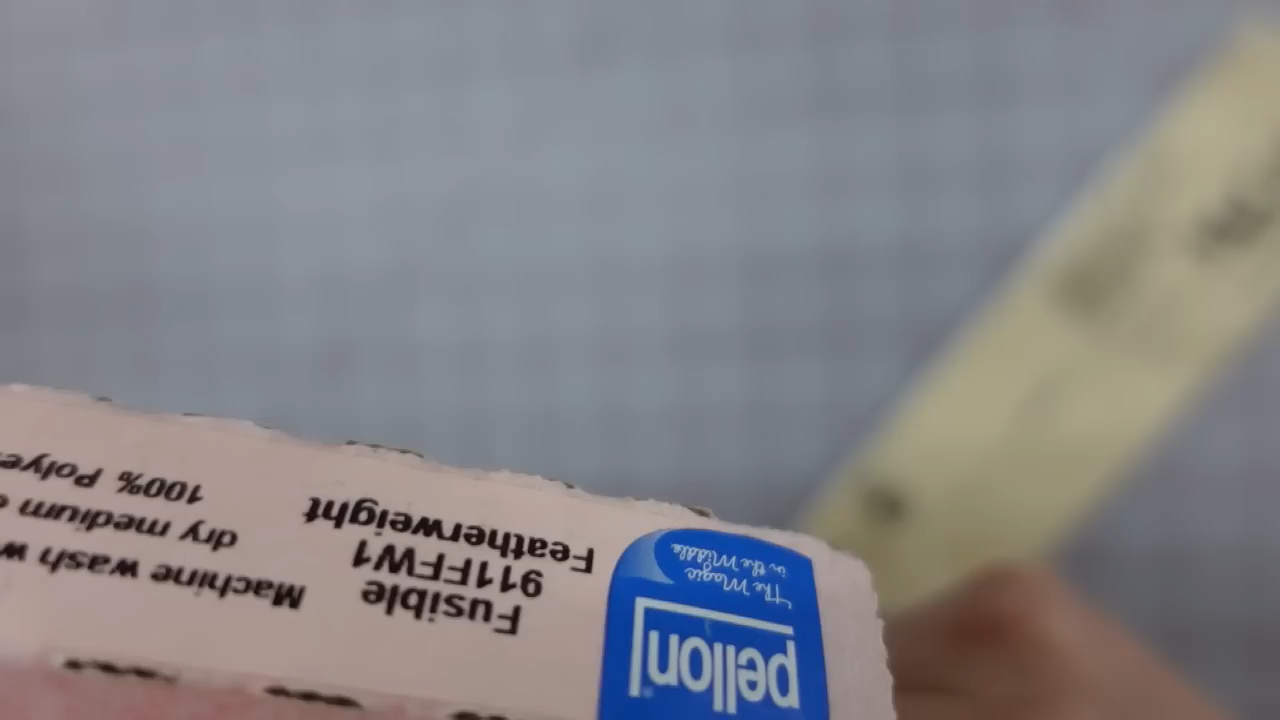 pellon®
The Magic
in the Middle
Fusible
911FFW1
Featherweight
Machine wash w
dry medium
100% Polye